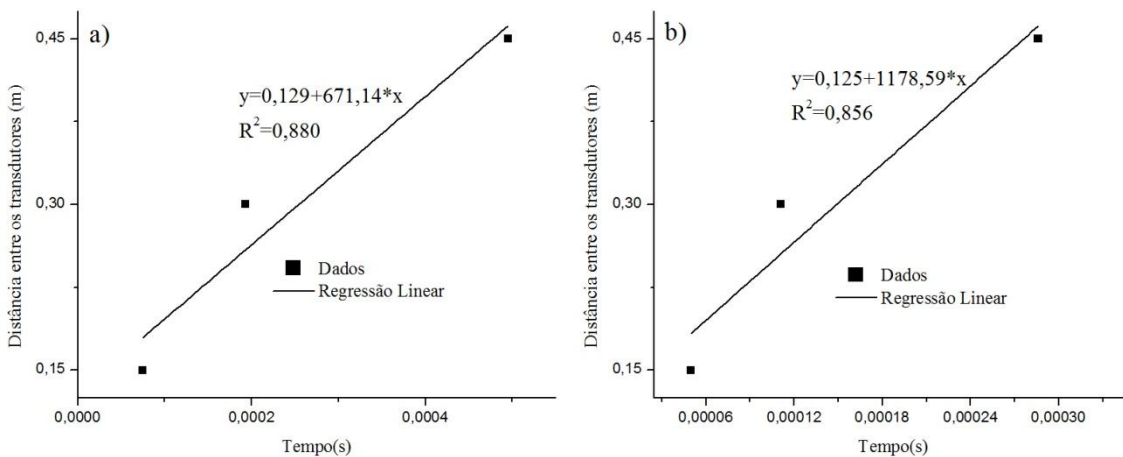 a)
0,45
0,30
0,15
Distância entre os transdutores (m)
y=0,129+671,14*x
R²=0,880
Dados
Regressão Linear
0,0000
0,0002
0,0004
Tempo(s)
b)
0,45
0,30
0,15
Distância entre os transdutores (m)
y=0,125+1178,59*x
R²=0,856
Dados
Regressão Linear
0,00006
0,00012
0,00018
0,00024
0,00030
Tempo(s)